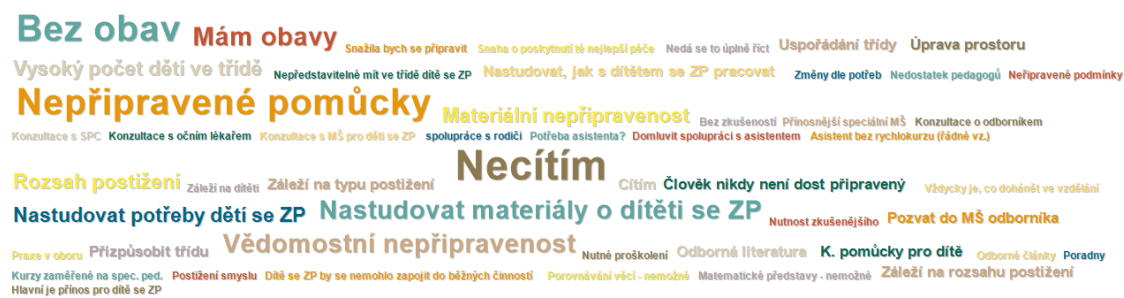 Bez obav Mám obavy Snažila bych se připravit Snaha o poskytnutí té nejlepší péče Nedá se to úplně říct Uspořádání třídy Úprava prostoru
Vysoký počet dětí ve třídě Nepředstavitelné mít ve třídě dítě se ZP Nastudovat, jak s dítětem se ZP pracovat Změny dle potřeb Nedostatek pedagogů Nepřipravené podmínky
Nepřipravené pomůcky Materiální nepřipravenost Bez zkušeností Přínosnější speciální MŠ Konzultace o odborníkem
Konzultace s SPC Konzultace s očním lékařem Konzultace s MŠ pro děti se ZP spolupráce s rodiči Potřeba asistenta? Domluvit spolupráci s asistentem Asistent bez rychlokurzu (řádné vz.)
Rozsah postižení Záleží na dítěti Záleží na typu postižení Necítím Cítím Člověk nikdy není dost připravený Vždycky je, co dohánět ve vzdělání
Nastudovat potřeby dětí se ZP Nastudovat materiály o dítěti se ZP Nutnost zkušenějšího Pozvat do MŠ odborníka
Praxe v oboru Přizpůsobit třídu Vědomostní nepřipravenost Nutné proškolení Odborná literatura K. pomůcky pro dítě Odborné články Poradny
Kurzy zaměřené na spec. ped. Postižení smyslu Dítě se ZP by se nemohlo zapojit do běžných činností Porovnávání věcí - nemožné Matematické představy - nemožné Záleží na rozsahu postižení
Hlavní je přínos pro dítě se ZP